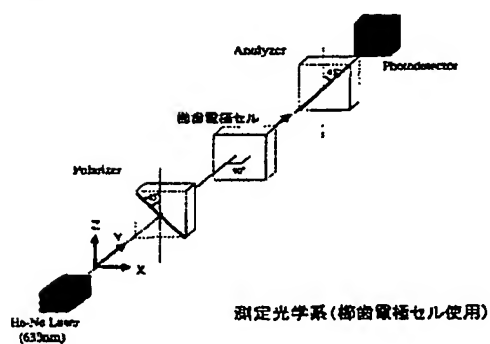 Analyzer
Photodetector
櫛歯電極セル
Polarizer
Z
Y
X
He-Ne Laser
(633nm)
測定光学系(櫛歯電極セル使用)